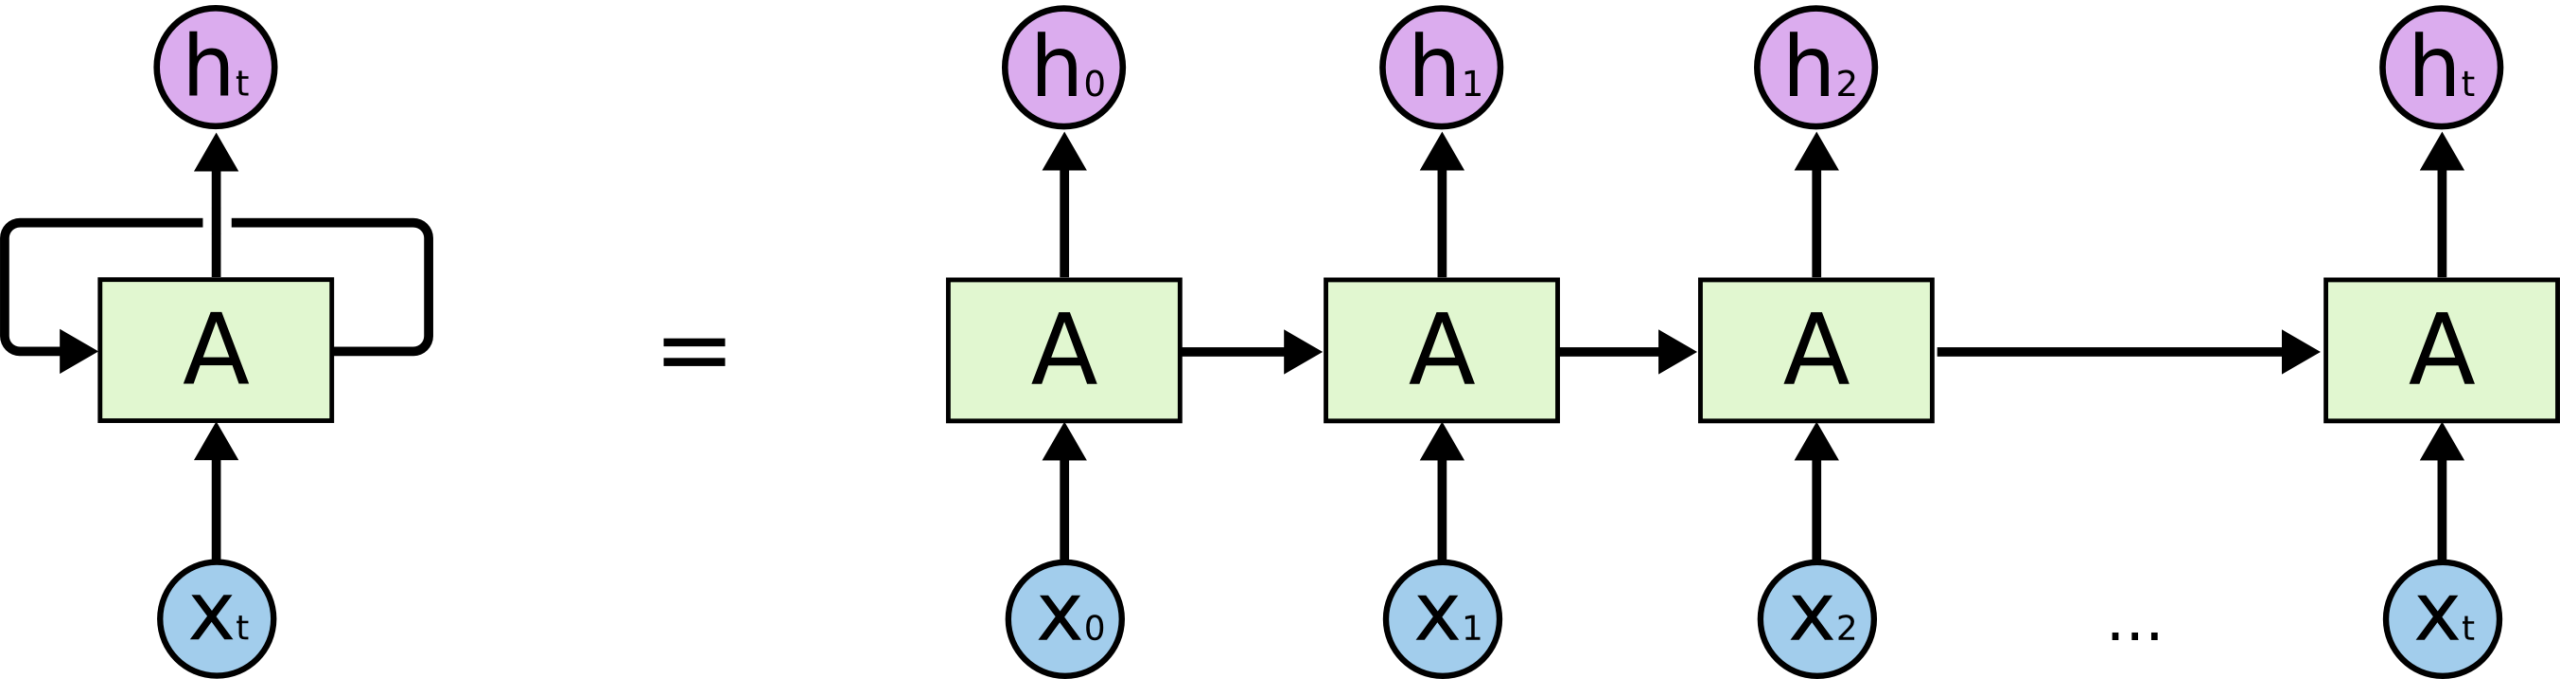 ht h0 h1 h2 ht
A = A A A A
xt x0 x1 x2 ... xt